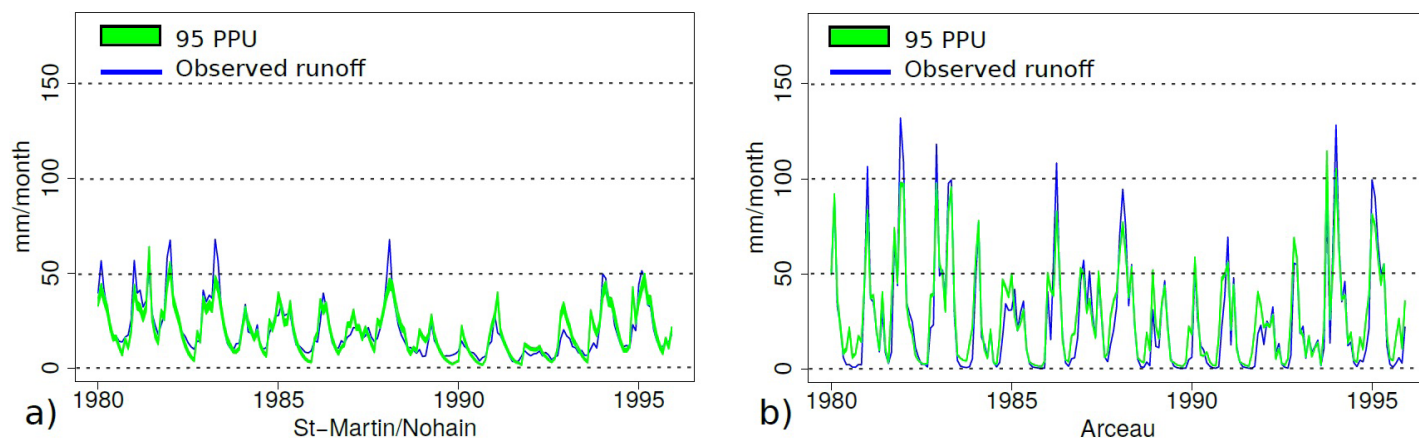 95 PPU
Observed runoff
mm/month
0
50
100
150
1980
1985
1990
1995
a)
St−Martin/Nohain
95 PPU
Observed runoff
mm/month
0
50
100
150
1980
1985
1990
1995
b)
Arceau